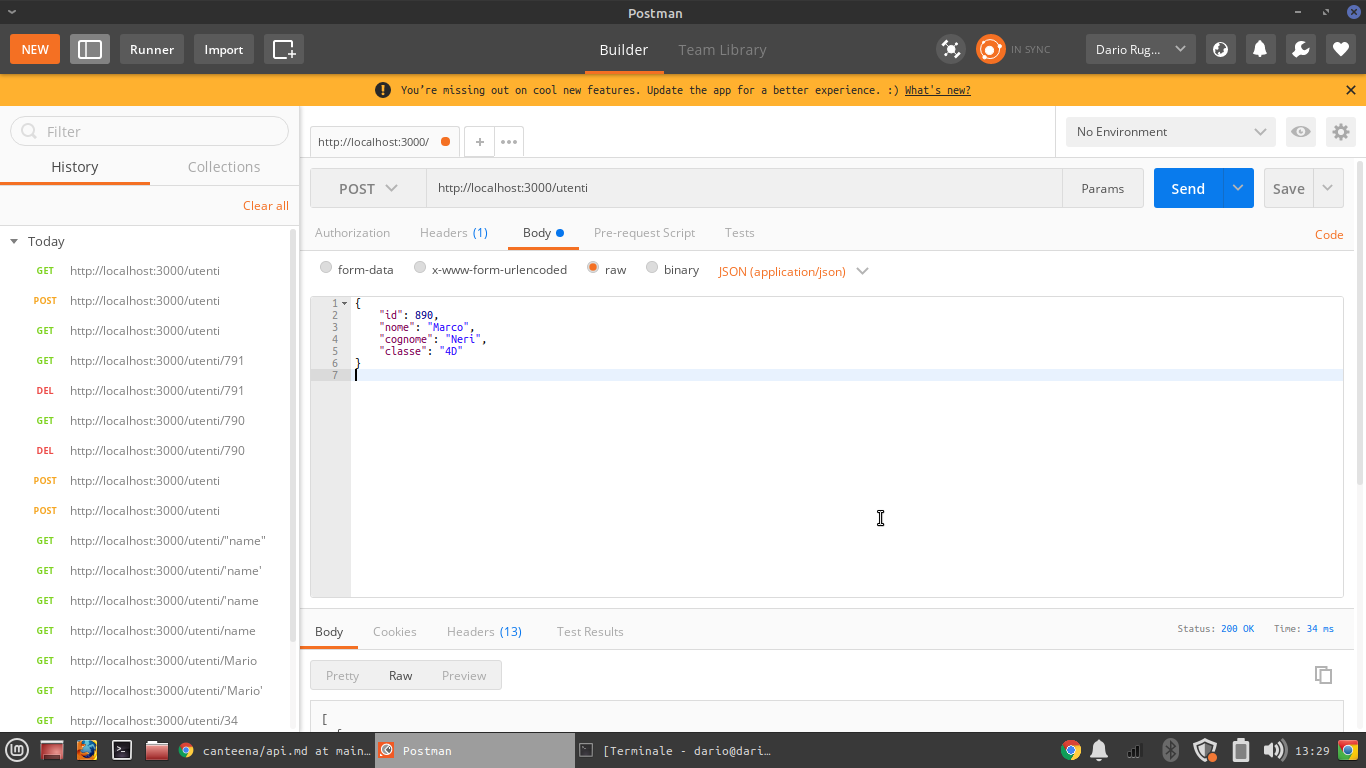 Postman
NEW
Runner
Import
Builder
Team Library
IN SYNC
Dario Rug...
You're missing out on cool new features. Update the app for a better experience. :) What's new?
Filter
History
Collections
Clear all
Today
GET http://localhost:3000/utenti
POST http://localhost:3000/utenti
GET http://localhost:3000/utenti
GET http://localhost:3000/utenti/791
DEL http://localhost:3000/utenti/791
GET http://localhost:3000/utenti/790
DEL http://localhost:3000/utenti/790
POST http://localhost:3000/utenti
POST http://localhost:3000/utenti
GET http://localhost:3000/utenti/"name"
GET http://localhost:3000/utenti/'name'
GET http://localhost:3000/utenti/'name
GET http://localhost:3000/utenti/name
GET http://localhost:3000/utenti/Mario
GET http://localhost:3000/utenti/'Mario'
GET http://localhost:3000/utenti/34
http://localhost:3000/
No Environment
POST
http://localhost:3000/utenti
Params
Send
Save
Authorization
Headers (1)
Body
Pre-request Script
Tests
Code
form-data
x-www-form-urlencoded
raw
binary
JSON (application/json)
1 {
2 "id": 890,
3 "nome": "Marco",
4 "cognome": "Neri",
5 "classe": "4D"
6 }
7
Body
Cookies
Headers (13)
Test Results
Status: 200 OK
Time: 34 ms
Pretty
Raw
Preview
[
canteena/api.md at main...
Postman
[Terminale - dario@dari...
13:29